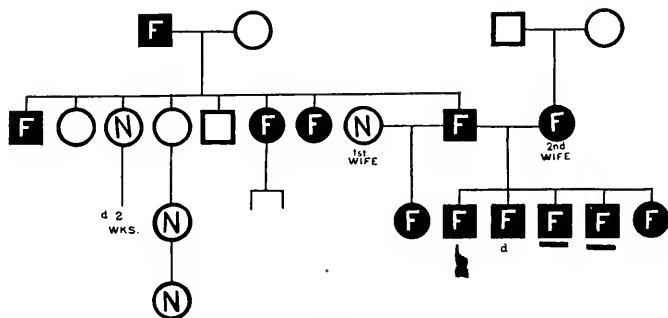 F
F N F F N F F
1st WIFE
2nd WIFE
d 2 WKS.
N
F F F F F F
d
N